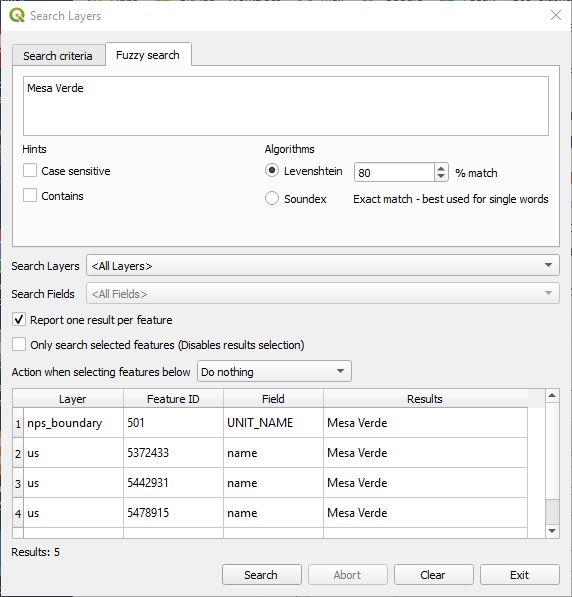 Search Layers
Search criteria Fuzzy search
Mesa Verde
Hints Algorithms
Case sensitive Levenshtein 80 % match
Contains Soundex Exact match - best used for single words
Search Layers <All Layers>
Search Fields <All Fields>
Report one result per feature
Only search selected features (Disables results selection)
Action when selecting features below Do nothing
Layer Feature ID Field Results
1 nps_boundary 501 UNIT_NAME Mesa Verde
2 us 5372433 name Mesa Verde
3 us 5442931 name Mesa Verde
4 us 5478915 name Mesa Verde
Results: 5
Search Abort Clear Exit